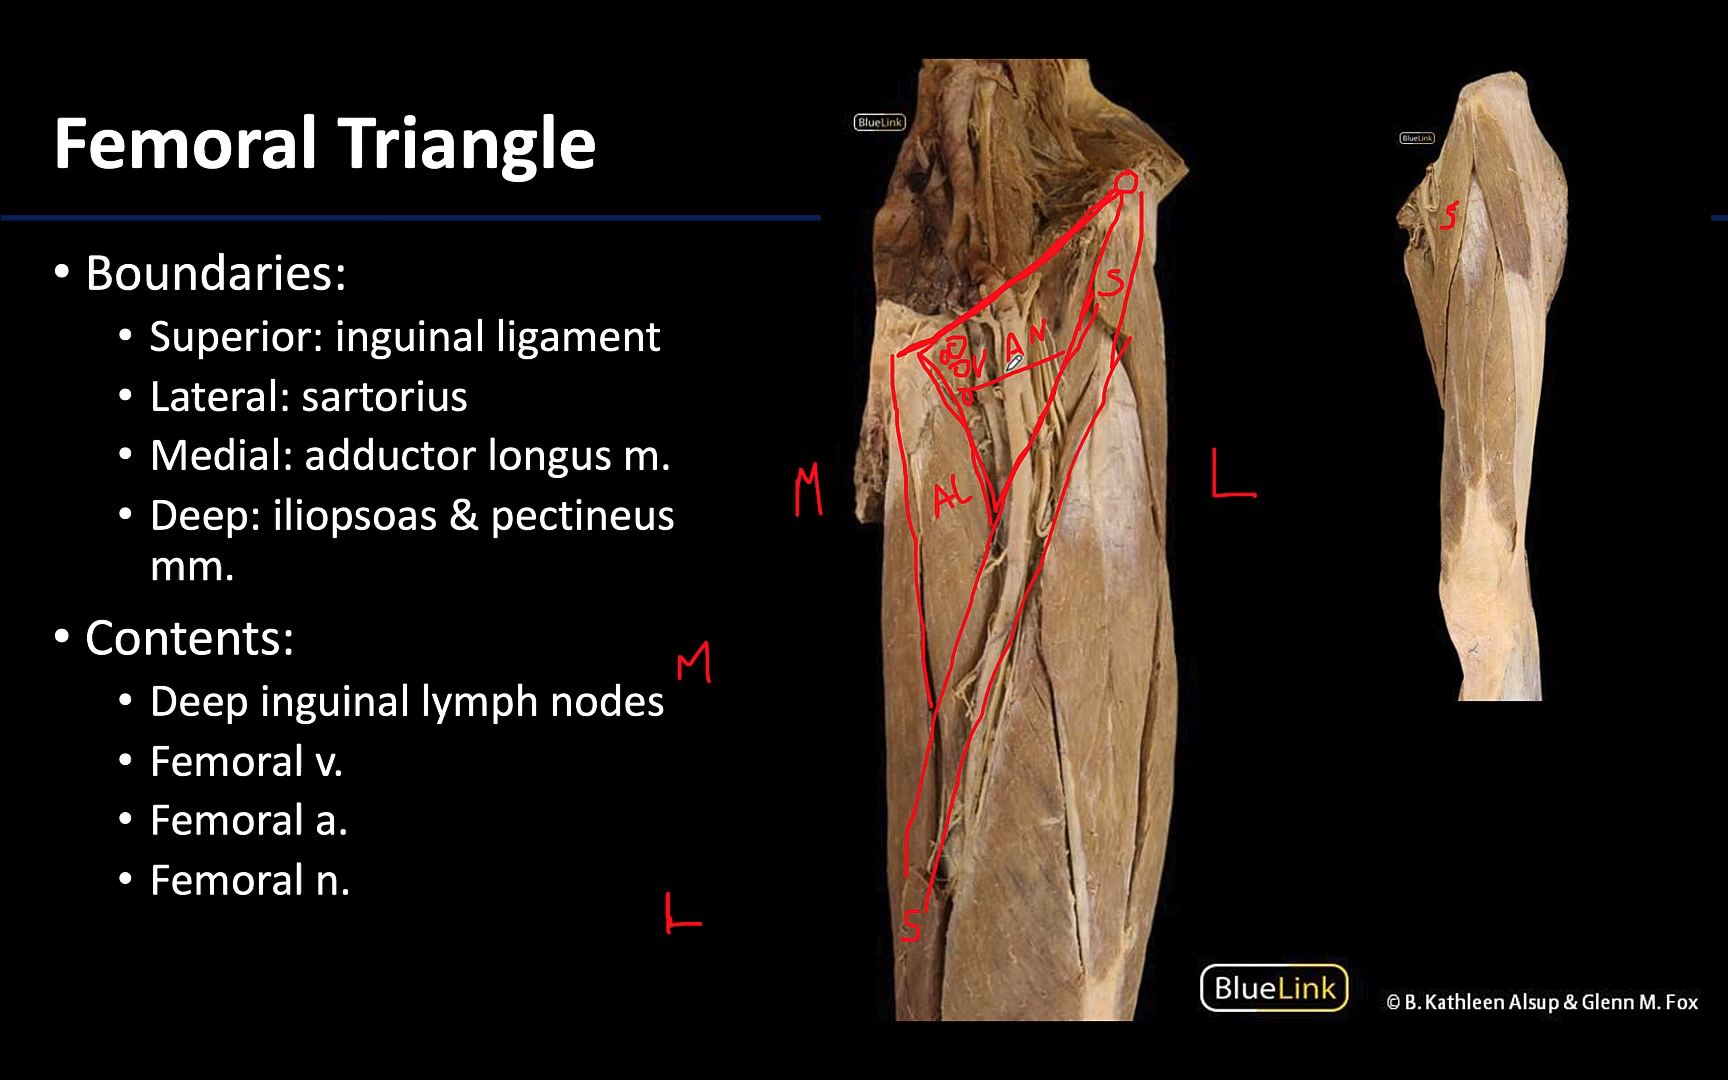 Femoral Triangle
• Boundaries:
• Superior: inguinal ligament
• Lateral: sartorius
• Medial: adductor longus m.
• Deep: iliopsoas & pectineus
mm.
• Contents:
• Deep inguinal lymph nodes
• Femoral v.
• Femoral a.
• Femoral n.
M
L
BlueLink
S
V A N
AL
M
L
S
BlueLink
S
BlueLink
© B. Kathleen Alsup & Glenn M. Fox